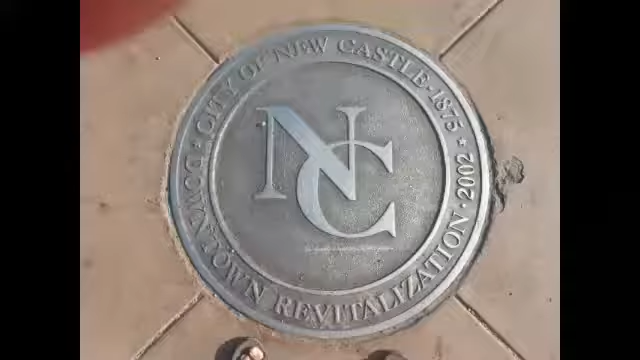 CITY OF NEW CASTLE · 1875 · 2002 · DOWNTOWN REVITALIZATION
NC